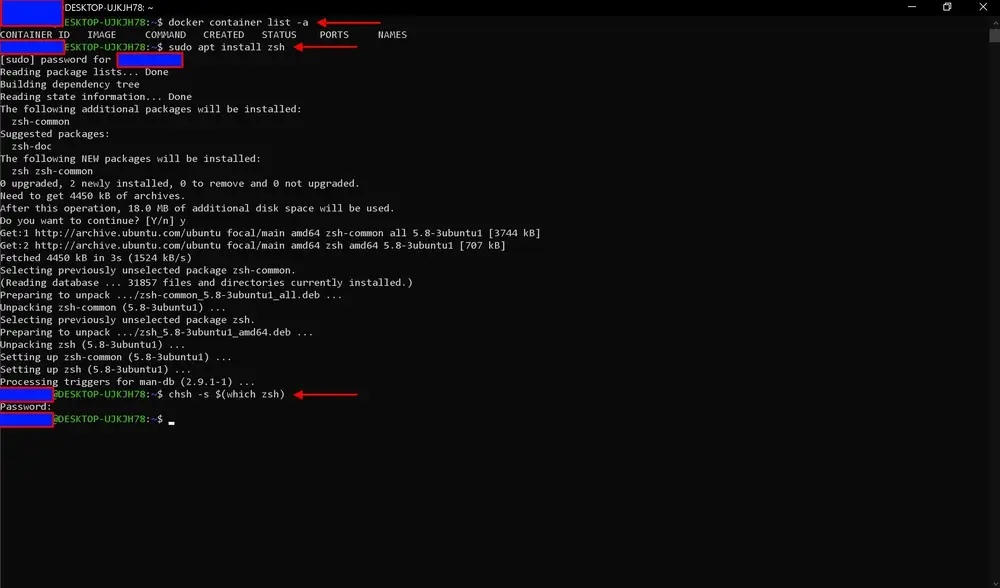 DESKTOP-UJKJH78: ~
DESKTOP-UJKJH78:~$ docker container list -a
CONTAINER ID   IMAGE     COMMAND   CREATED   STATUS    PORTS     NAMES
DESKTOP-UJKJH78:~$ sudo apt install zsh
[sudo] password for
Reading package lists... Done
Building dependency tree
Reading state information... Done
The following additional packages will be installed:
  zsh-common
Suggested packages:
  zsh-doc
The following NEW packages will be installed:
  zsh zsh-common
0 upgraded, 2 newly installed, 0 to remove and 0 not upgraded.
Need to get 4450 kB of archives.
After this operation, 18.0 MB of additional disk space will be used.
Do you want to continue? [Y/n] y
Get:1 http://archive.ubuntu.com/ubuntu focal/main amd64 zsh-common all 5.8-3ubuntu1 [3744 kB]
Get:2 http://archive.ubuntu.com/ubuntu focal/main amd64 zsh amd64 5.8-3ubuntu1 [707 kB]
Fetched 4450 kB in 3s (1524 kB/s)
Selecting previously unselected package zsh-common.
(Reading database ... 31857 files and directories currently installed.)
Preparing to unpack .../zsh-common_5.8-3ubuntu1_all.deb ...
Unpacking zsh-common (5.8-3ubuntu1) ...
Selecting previously unselected package zsh.
Preparing to unpack .../zsh_5.8-3ubuntu1_amd64.deb ...
Unpacking zsh (5.8-3ubuntu1) ...
Setting up zsh-common (5.8-3ubuntu1) ...
Setting up zsh (5.8-3ubuntu1) ...
Processing triggers for man-db (2.9.1-1) ...
@DESKTOP-UJKJH78:~$ chsh -s $(which zsh)
Password:
@DESKTOP-UJKJH78:~$